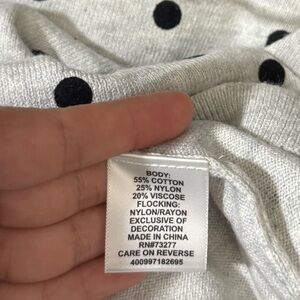 BODY:
55% COTTON
25% NYLON
20% VISCOSE
FLOCKING:
NYLON/RAYON
EXCLUSIVE OF
DECORATION
MADE IN CHINA
RN#73277
CARE ON REVERSE
400997182695